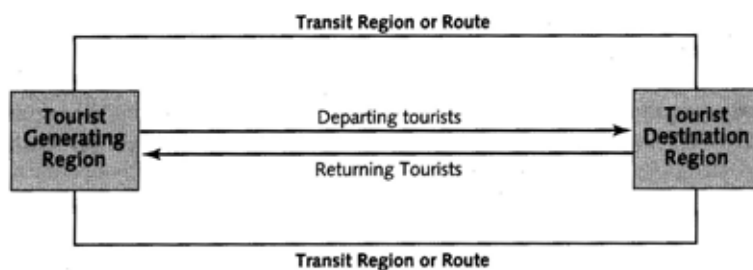 Transit Region or Route
Tourist
Generating
Region
Departing tourists
Returning Tourists
Tourist
Destination
Region
Transit Region or Route